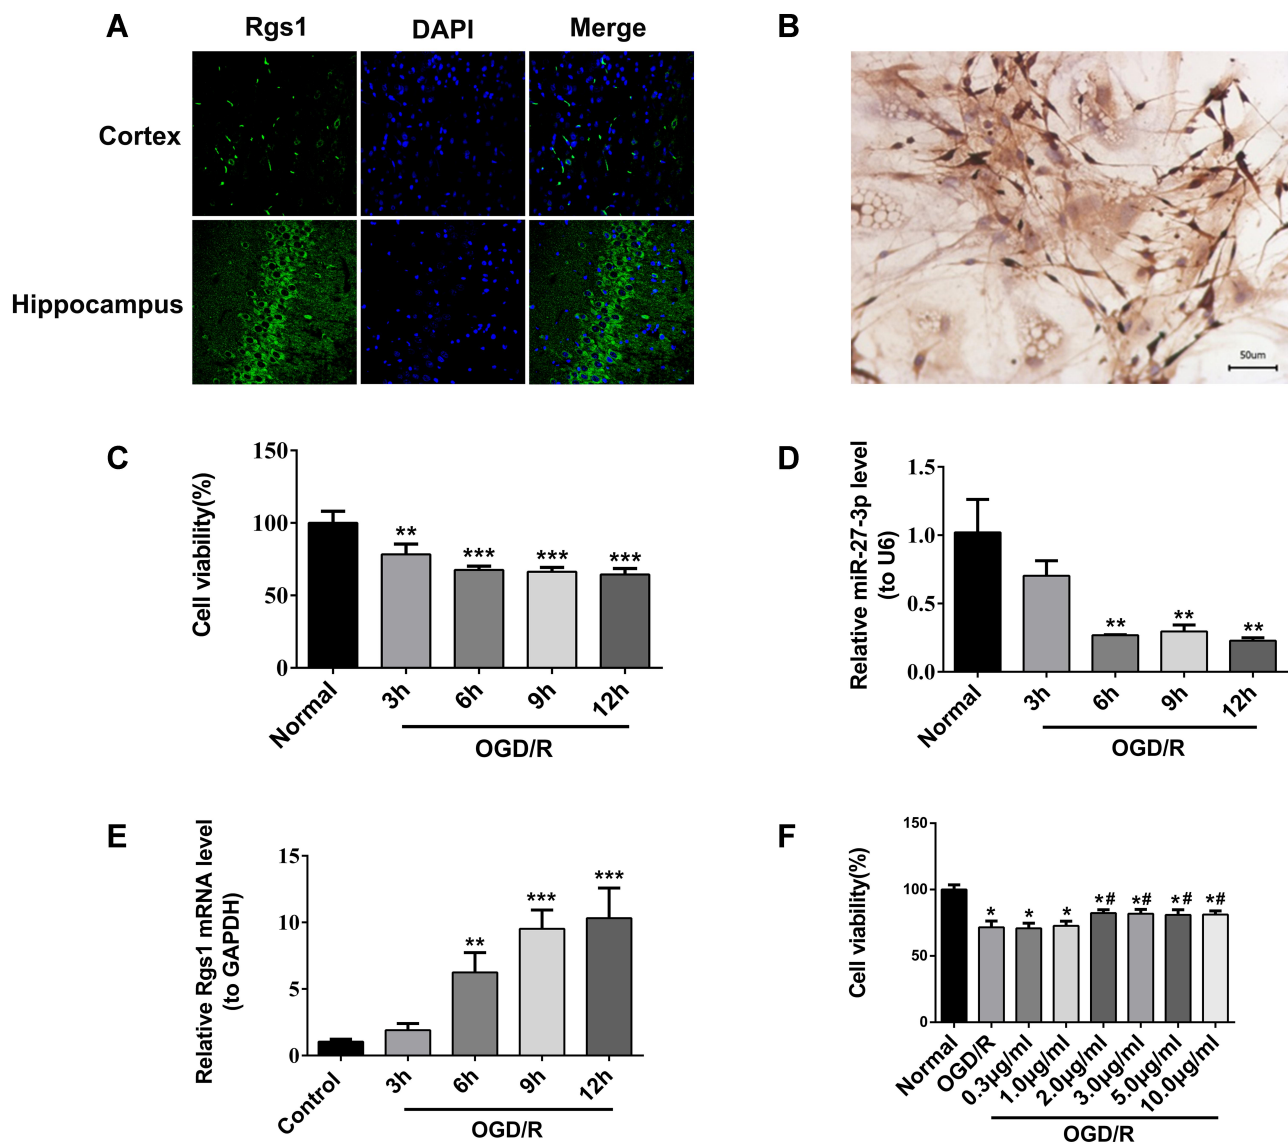 A
Rgs1
DAPI
Merge
B
Cortex
Hippocampus
50um
C
Cell viability(%)
150
100
50
0
**
***
***
***
Normal
3h
6h
9h
12h
OGD/R
D
Relative miR-27-3p level
(to U6)
1.5
1.0
0.5
0.0
**
**
**
Normal
3h
6h
9h
12h
OGD/R
E
Relative Rgs1 mRNA level
(to GAPDH)
15
10
5
0
**
***
***
Control
3h
6h
9h
12h
OGD/R
F
Cell viability(%)
150
100
50
0
*
*
*
*#
*#
*#
*#
Normal
OGD/R
0.3μg/ml
1.0μg/ml
2.0μg/ml
3.0μg/ml
5.0μg/ml
10.0μg/ml
OGD/R